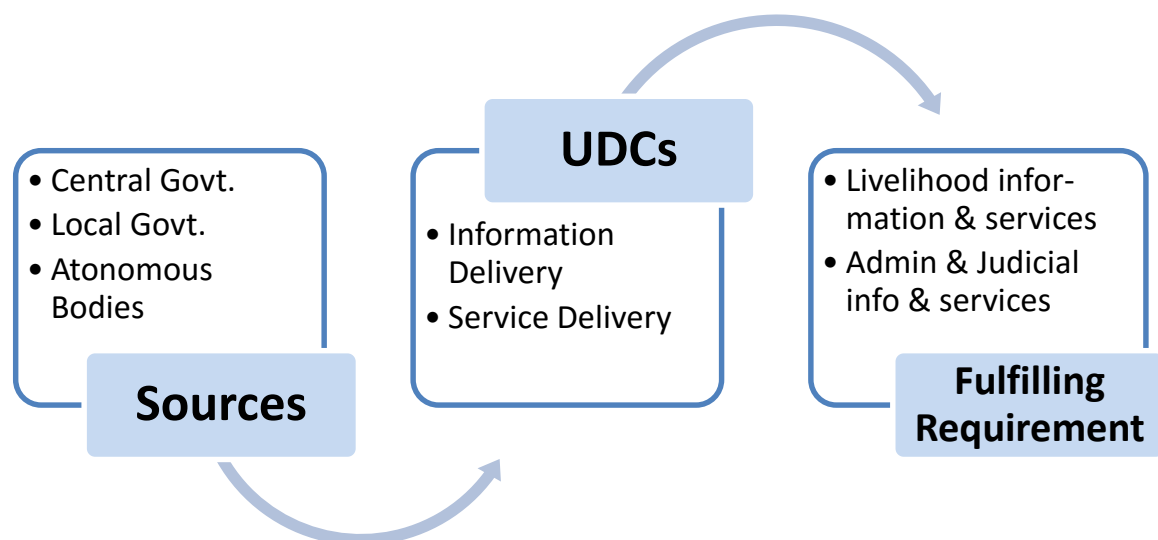 • Central Govt.
• Local Govt.
• Atonomous
Bodies
Sources
UDCs
• Information
Delivery
• Service Delivery
• Livelihood infor-
mation & services
• Admin & Judicial
info & services
Fulfilling
Requirement